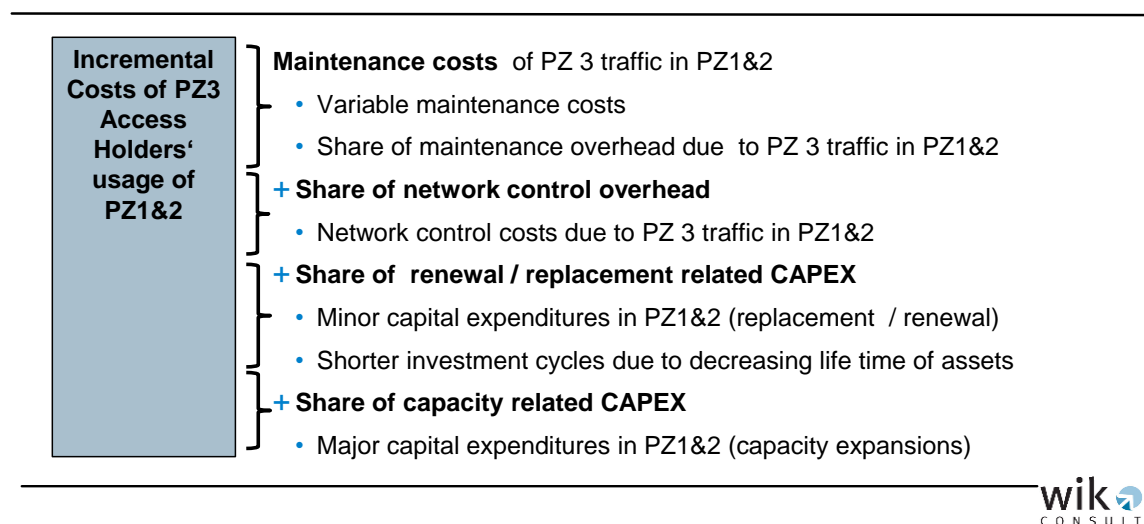 Incremental
Costs of PZ3
Access
Holders‘
usage of
PZ1&2
Maintenance costs of PZ 3 traffic in PZ1&2
• Variable maintenance costs
• Share of maintenance overhead due to PZ 3 traffic in PZ1&2
+ Share of network control overhead
• Network control costs due to PZ 3 traffic in PZ1&2
+ Share of renewal / replacement related CAPEX
• Minor capital expenditures in PZ1&2 (replacement / renewal)
• Shorter investment cycles due to decreasing life time of assets
+ Share of capacity related CAPEX
• Major capital expenditures in PZ1&2 (capacity expansions)
wik
CONSULT